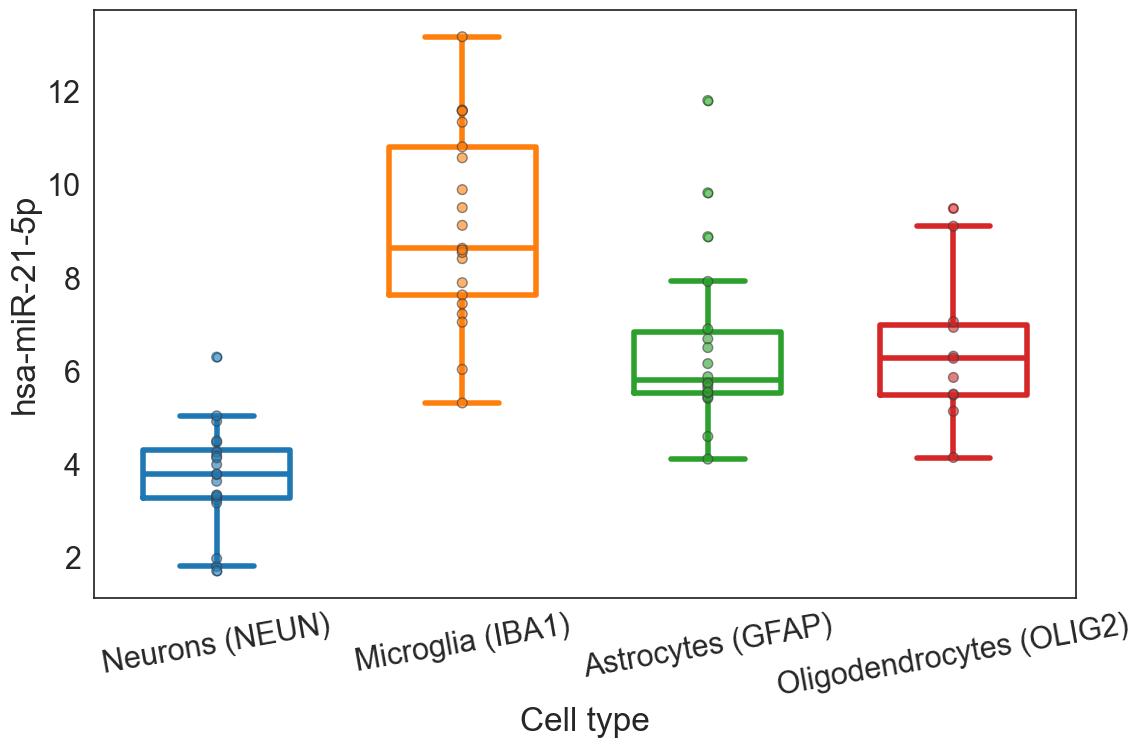 hsa-miR-21-5p
12
10
8
6
4
2
Neurons (NEUN)
Microglia (IBA1)
Astrocytes (GFAP)
Oligodendrocytes (OLIG2)
Cell type